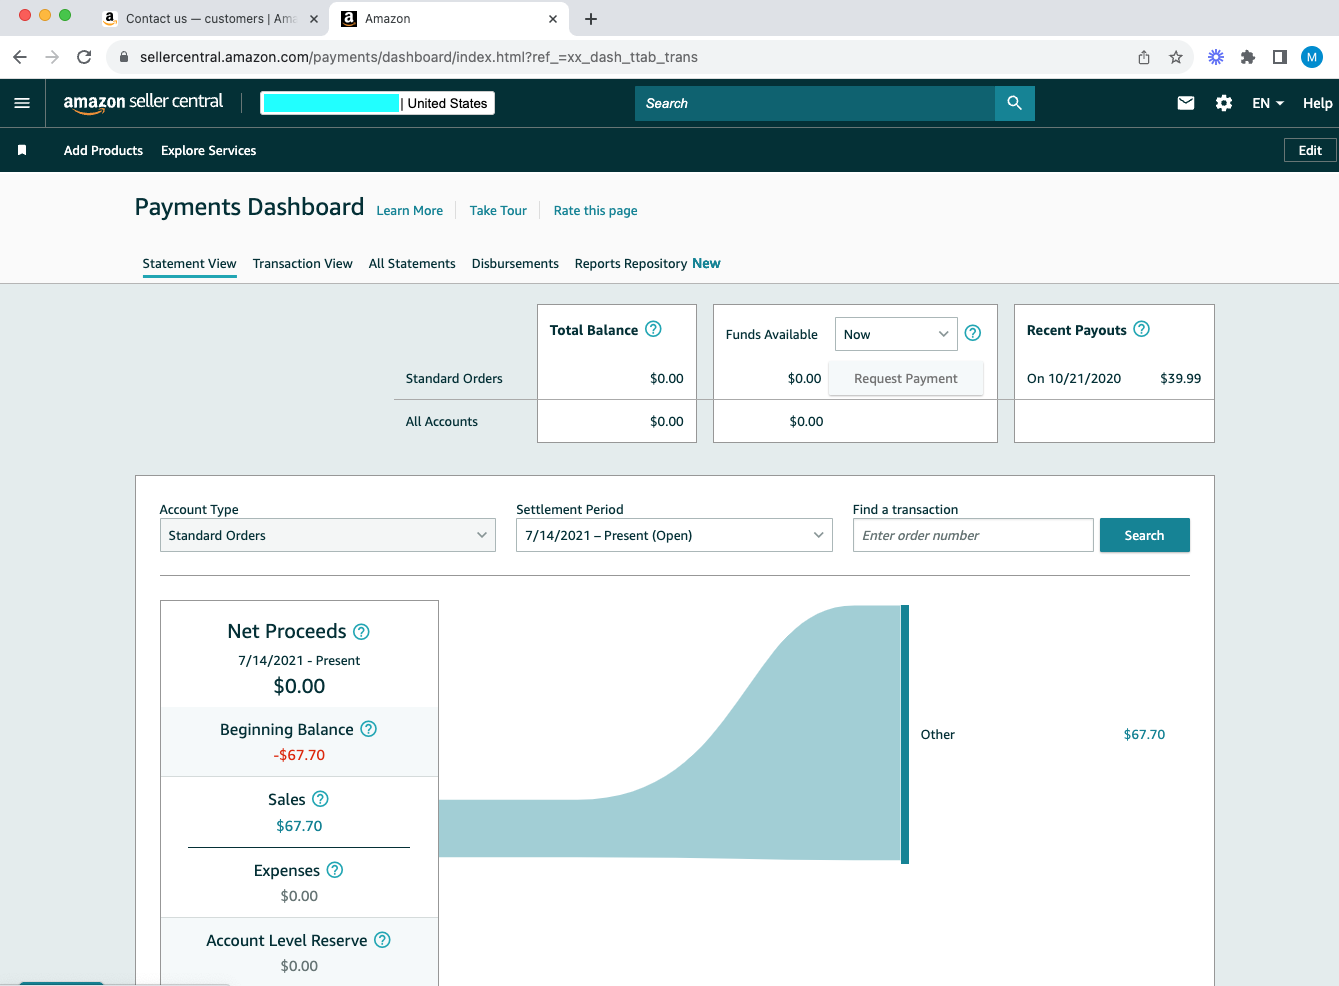 Contact us — customers | Ama
Amazon
sellercentral.amazon.com/payments/dashboard/index.html?ref_=xx_dash_ttab_trans
M
amazon seller central
| United States
Search
EN
Help
Add Products
Explore Services
Edit
Payments Dashboard
Learn More
Take Tour
Rate this page
Statement View
Transaction View
All Statements
Disbursements
Reports Repository New
Total Balance
Funds Available
Now
Recent Payouts
Standard Orders
$0.00
$0.00
Request Payment
On 10/21/2020
$39.99
All Accounts
$0.00
$0.00
Account Type
Settlement Period
Find a transaction
Standard Orders
7/14/2021 – Present (Open)
Enter order number
Search
Net Proceeds
7/14/2021 - Present
$0.00
Beginning Balance
-$67.70
Other
$67.70
Sales
$67.70
Expenses
$0.00
Account Level Reserve
$0.00